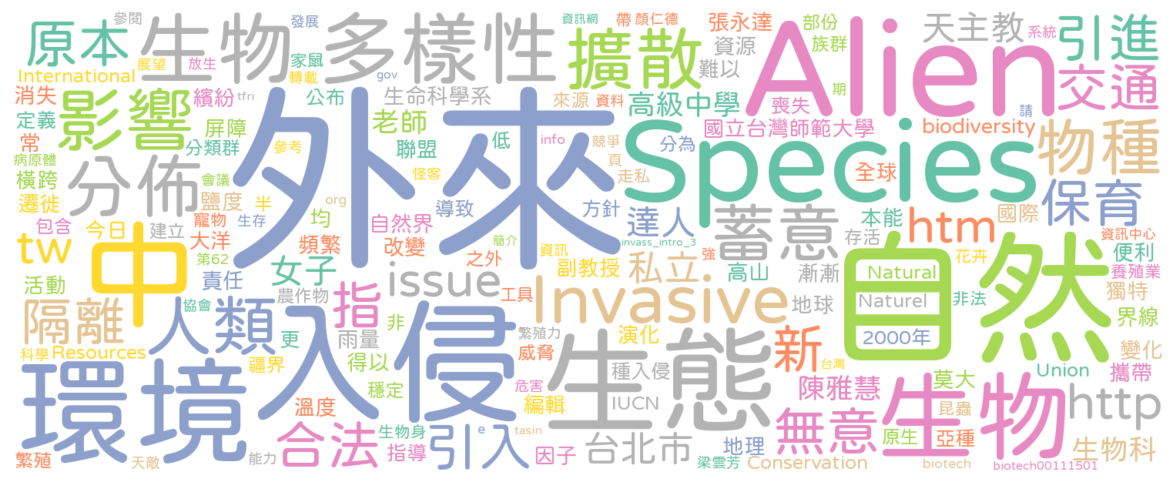 參閱 發展 資訊網 帶 顏仁德 張永達 部份 天主教 引進
原本 生物多樣性 展望 放生 家鼠 轉載 gov 擴散 資源 族群 系統
International 消失 繽紛 tfri 公布 生命科學系 難以 Alien 交通
定義 影響 屏障 老師 來源 資料 高級中學 喪失 期 請
常 分類群 參考 聯盟 低 info 競爭 國立台灣師範大學 biodiversity 物種
病原體 分佈 會議 外來 怪客 頁 走私 分為 Species 全球
橫跨 遷徙 鹽度 半 org 導致 方針 達人 蓄意 本能 國際 保育
包含 寵物 生存 均 自然界 簡介 invass_intro_3 htm 資訊中心
tw 今日 建立 大洋 頻繁 改變 之外 資訊 強 存活 花卉 便利
中 第62 女子 副教授 私立 高山 漸漸 自然 Natural 養殖業
活動 責任 農作物 issue 工具 Invasive 地球 Naturel 非法 獨特
隔離 協會 人類 指 非 雨量 繁殖力 演化 新 2000年 界線
科學 Resources 更 疆界 得以 入侵 威脅 生態 種入侵 台灣 變化
環境 溫度 穩定 危害 編輯 IUCN 陳雅慧 莫大 Union 攜帶
合法 生物身 引入 e tasin 台北市 地理 無意 生物 昆蟲 http
繁殖 天敵 能力 指導 因子 梁雲芳 Conservation 原生 亞種 biotech biotech00111501 生物科